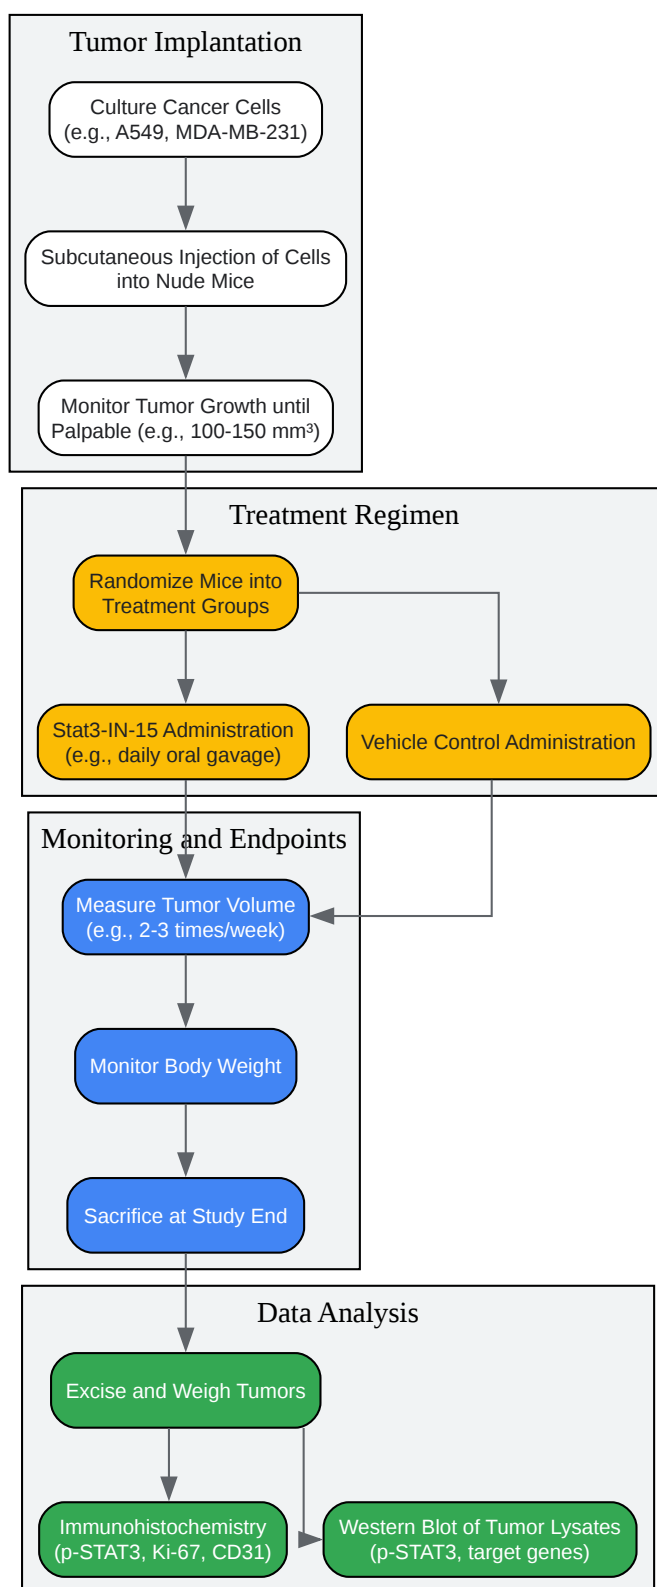 Tumor Implantation
Culture Cancer Cells
(e.g., A549, MDA-MB-231)
Subcutaneous Injection of Cells
into Nude Mice
Monitor Tumor Growth until
Palpable (e.g., 100-150 mm³)
Treatment Regimen
Randomize Mice into
Treatment Groups
Stat3-IN-15 Administration
(e.g., daily oral gavage)
Vehicle Control Administration
Monitoring and Endpoints
Measure Tumor Volume
(e.g., 2-3 times/week)
Monitor Body Weight
Sacrifice at Study End
Data Analysis
Excise and Weigh Tumors
Immunohistochemistry
(p-STAT3, Ki-67, CD31)
Western Blot of Tumor Lysates
(p-STAT3, target genes)